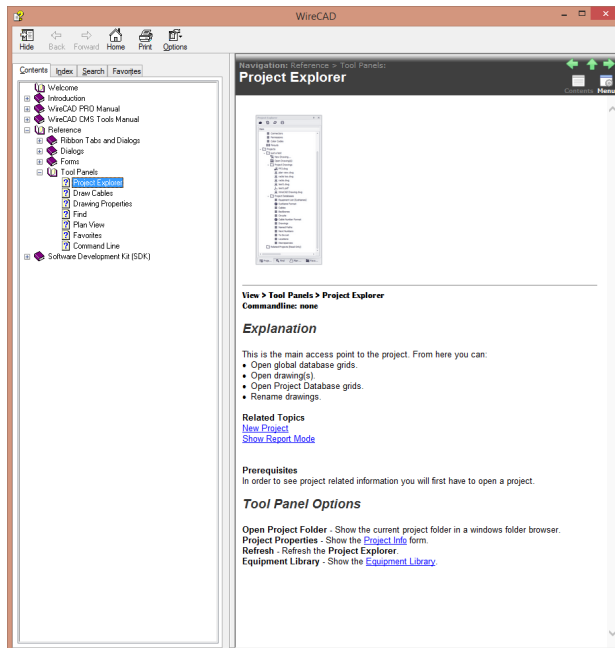 WireCAD
Hide Back Forward Home Print Options
Contents Index Search Favorites
Welcome
Introduction
WireCAD PRO Manual
WireCAD CMS Tools Manual
Reference
Ribbon Tabs and Dialogs
Dialogs
Forms
Tool Panels
Project Explorer
Draw Cables
Drawing Properties
Find
Plan View
Favorites
Command Line
Software Development Kit (SDK)
Navigation: Reference > Tool Panels:
Project Explorer
Contents Menu
View > Tool Panels > Project Explorer
Commandline: none
Explanation
This is the main access point to the project. From here you can:
• Open global database grids.
• Open drawing(s).
• Open Project Database grids.
• Rename drawings.
Related Topics
New Project
Show Report Mode
Prerequisites
In order to see project related information you will first have to open a project.
Tool Panel Options
Open Project Folder - Show the current project folder in a windows folder browser.
Project Properties - Show the Project Info form.
Refresh - Refresh the Project Explorer.
Equipment Library - Show the Equipment Library.